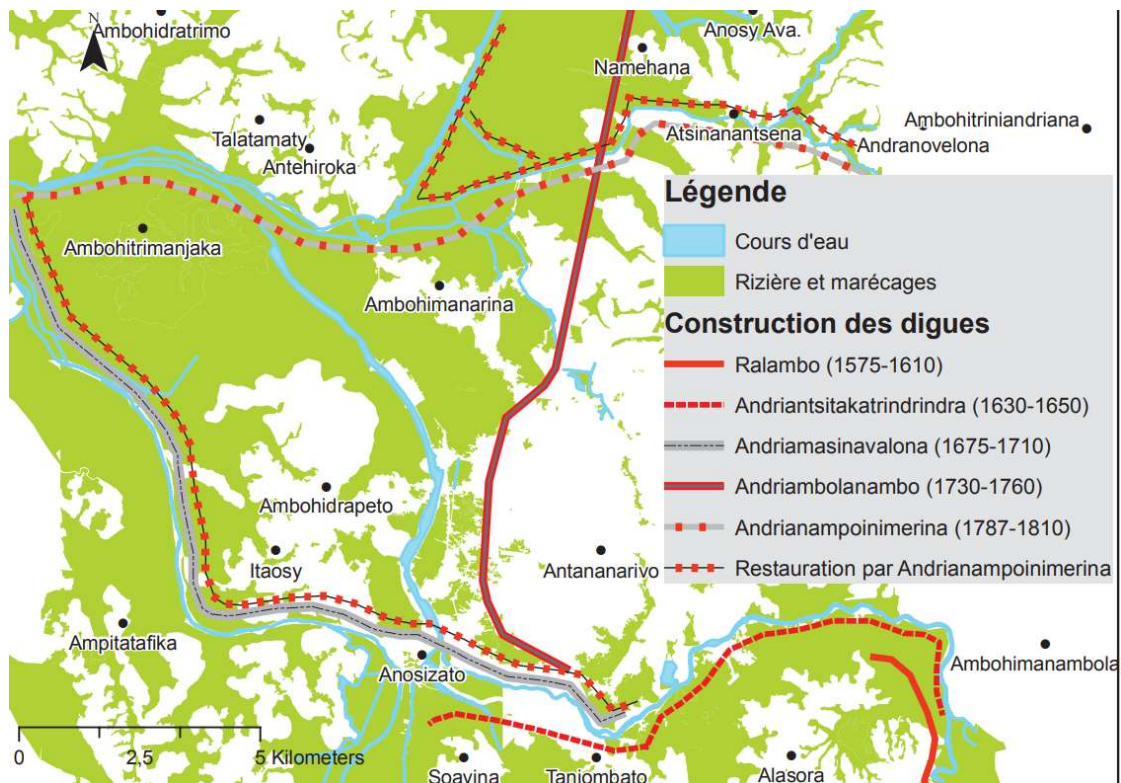 N
Ambohidratrimo
Anosy Ava.
Namehana
Talatamaty
Antehiroka
Atsinanantsena
Ambohitriniandriana
Andranovelona
Ambohitrimanjaka
Ambohimanarina
Légende
Cours d'eau
Rizière et marécages
Construction des digues
Ralambo (1575-1610)
Andriantsitakatrindrindra (1630-1650)
Andriamasinavalona (1675-1710)
Andriambolanambo (1730-1760)
Andrianampoinimerina (1787-1810)
Restauration par Andrianampoinimerina
Ambohidrapeto
Itaosy
Antananarivo
Ampitatafika
Anosizato
Ambohimanambola
0 2,5 5 Kilometers
Soavina
Tanjombato
Alasora